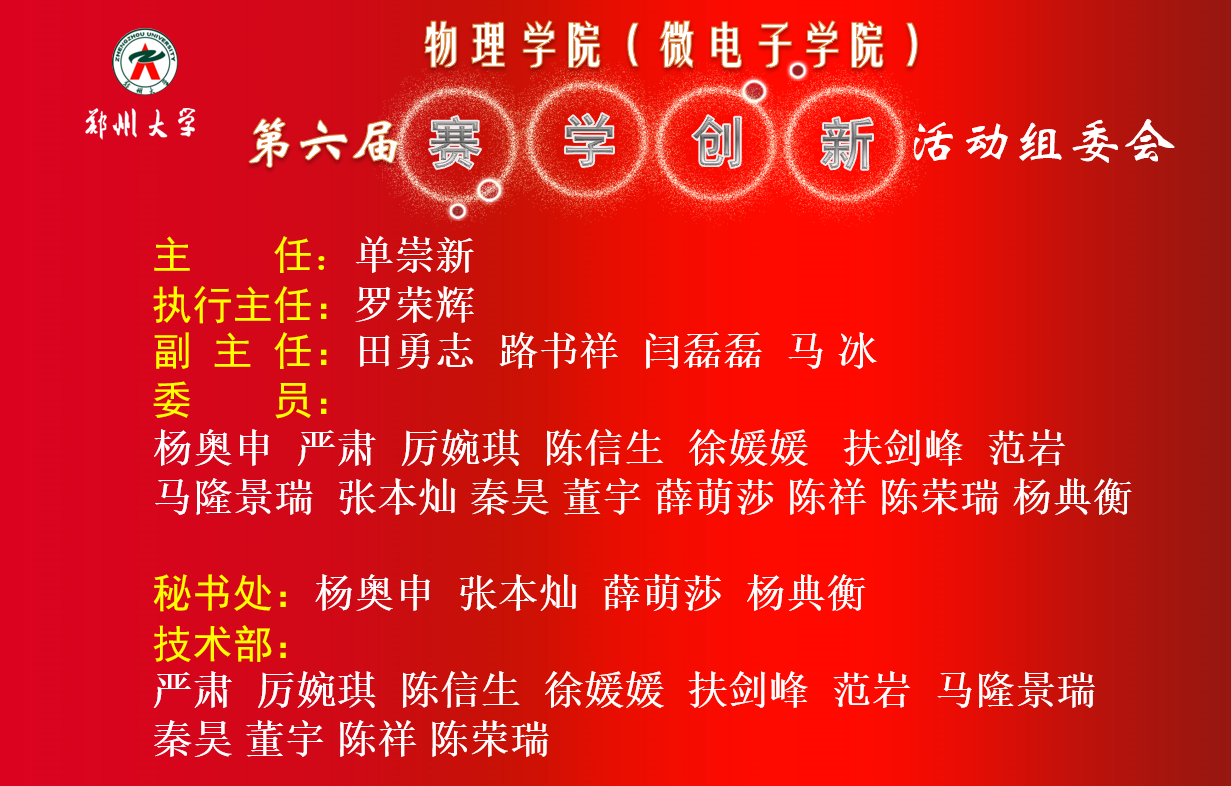 物理学院（微电子学院）
ZHENGZHOU UNIVERSITY
郑州大学
郑州大学
第六届赛学创新活动组委会
主 任：单崇新
执行主任：罗荣辉
副 主 任：田勇志 路书祥 闫磊磊 马 冰
委 员：
杨奥申 严肃 厉婉琪 陈信生 徐媛媛 扶剑峰 范岩
马隆景瑞 张本灿 秦昊 董宇 薛萌莎 陈祥 陈荣瑞 杨典衡
秘书处：杨奥申 张本灿 薛萌莎 杨典衡
技术部：
严肃 厉婉琪 陈信生 徐媛媛 扶剑峰 范岩 马隆景瑞
秦昊 董宇 陈祥 陈荣瑞